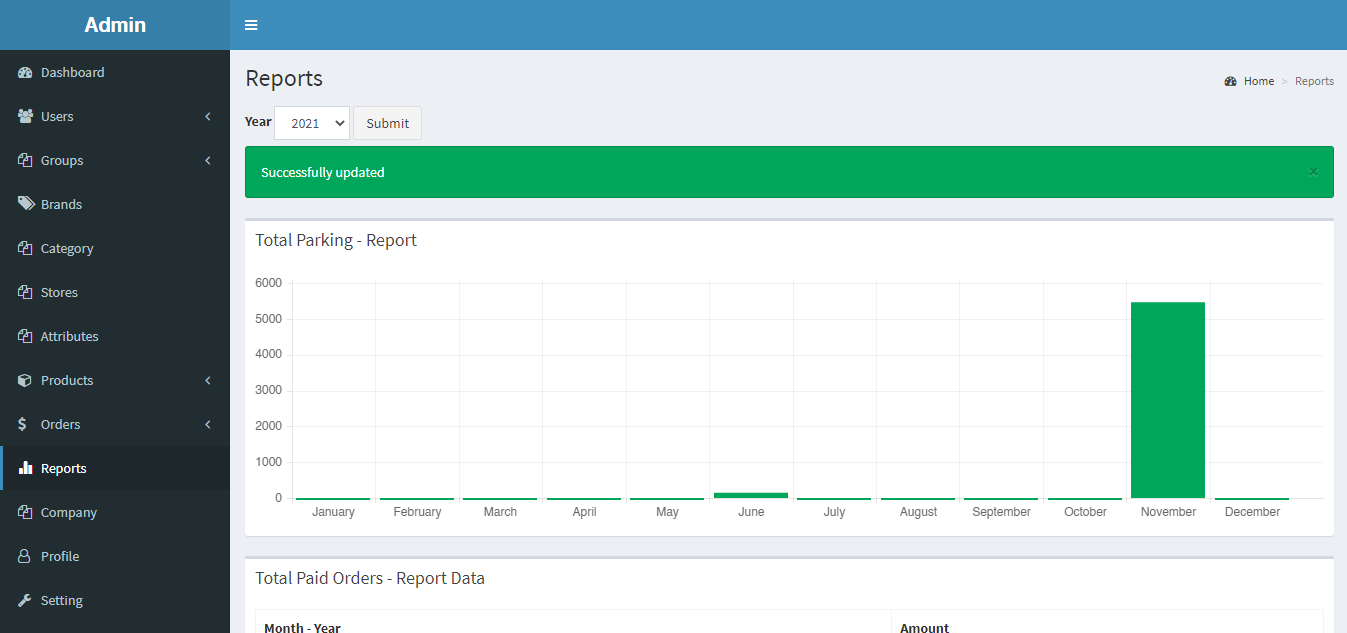 Admin
Dashboard
Users
Groups
Brands
Category
Stores
Attributes
Products
$ Orders
Reports
Company
Profile
Setting
Reports
Home > Reports
Year 2021 Submit
Successfully updated ×
Total Parking - Report
6000
5000
4000
3000
2000
1000
0
January February March April May June July August September October November December
Total Paid Orders - Report Data
Month - Year Amount